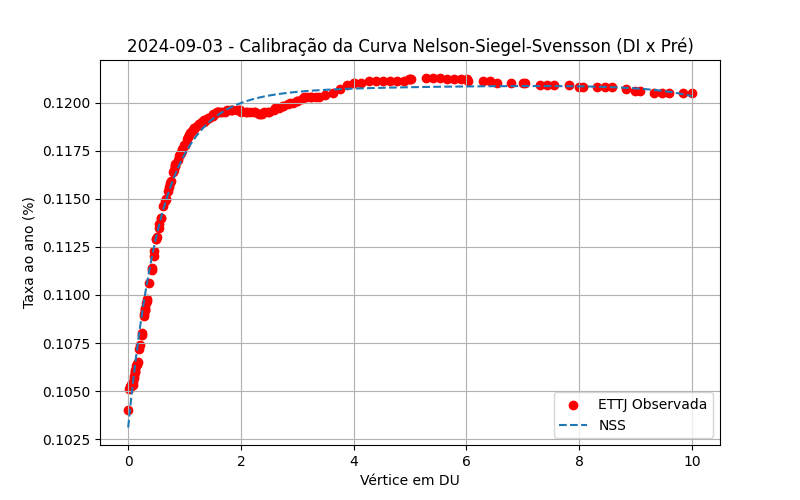 2024-09-03 - Calibração da Curva Nelson-Siegel-Svensson (DI x Pré)
Taxa ao ano (%)
0.1200
0.1175
0.1150
0.1125
0.1100
0.1075
0.1050
0.1025
ETTJ Observada
NSS
0 2 4 6 8 10
Vértice em DU